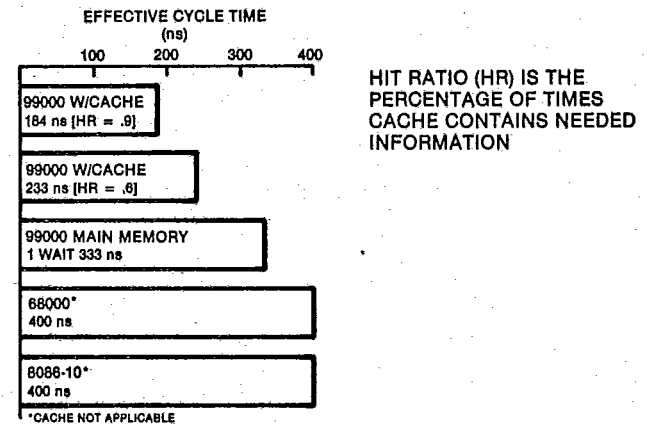 EFFECTIVE CYCLE TIME
(ns)
100 200 300 400
99000 W/CACHE
184 ns [HR = .9]
99000 W/CACHE
233 ns [HR = .6]
99000 MAIN MEMORY
1 WAIT 333 ns
68000*
400 ns
8086-10*
400 ns
*CACHE NOT APPLICABLE
HIT RATIO (HR) IS THE
PERCENTAGE OF TIMES
CACHE CONTAINS NEEDED
INFORMATION